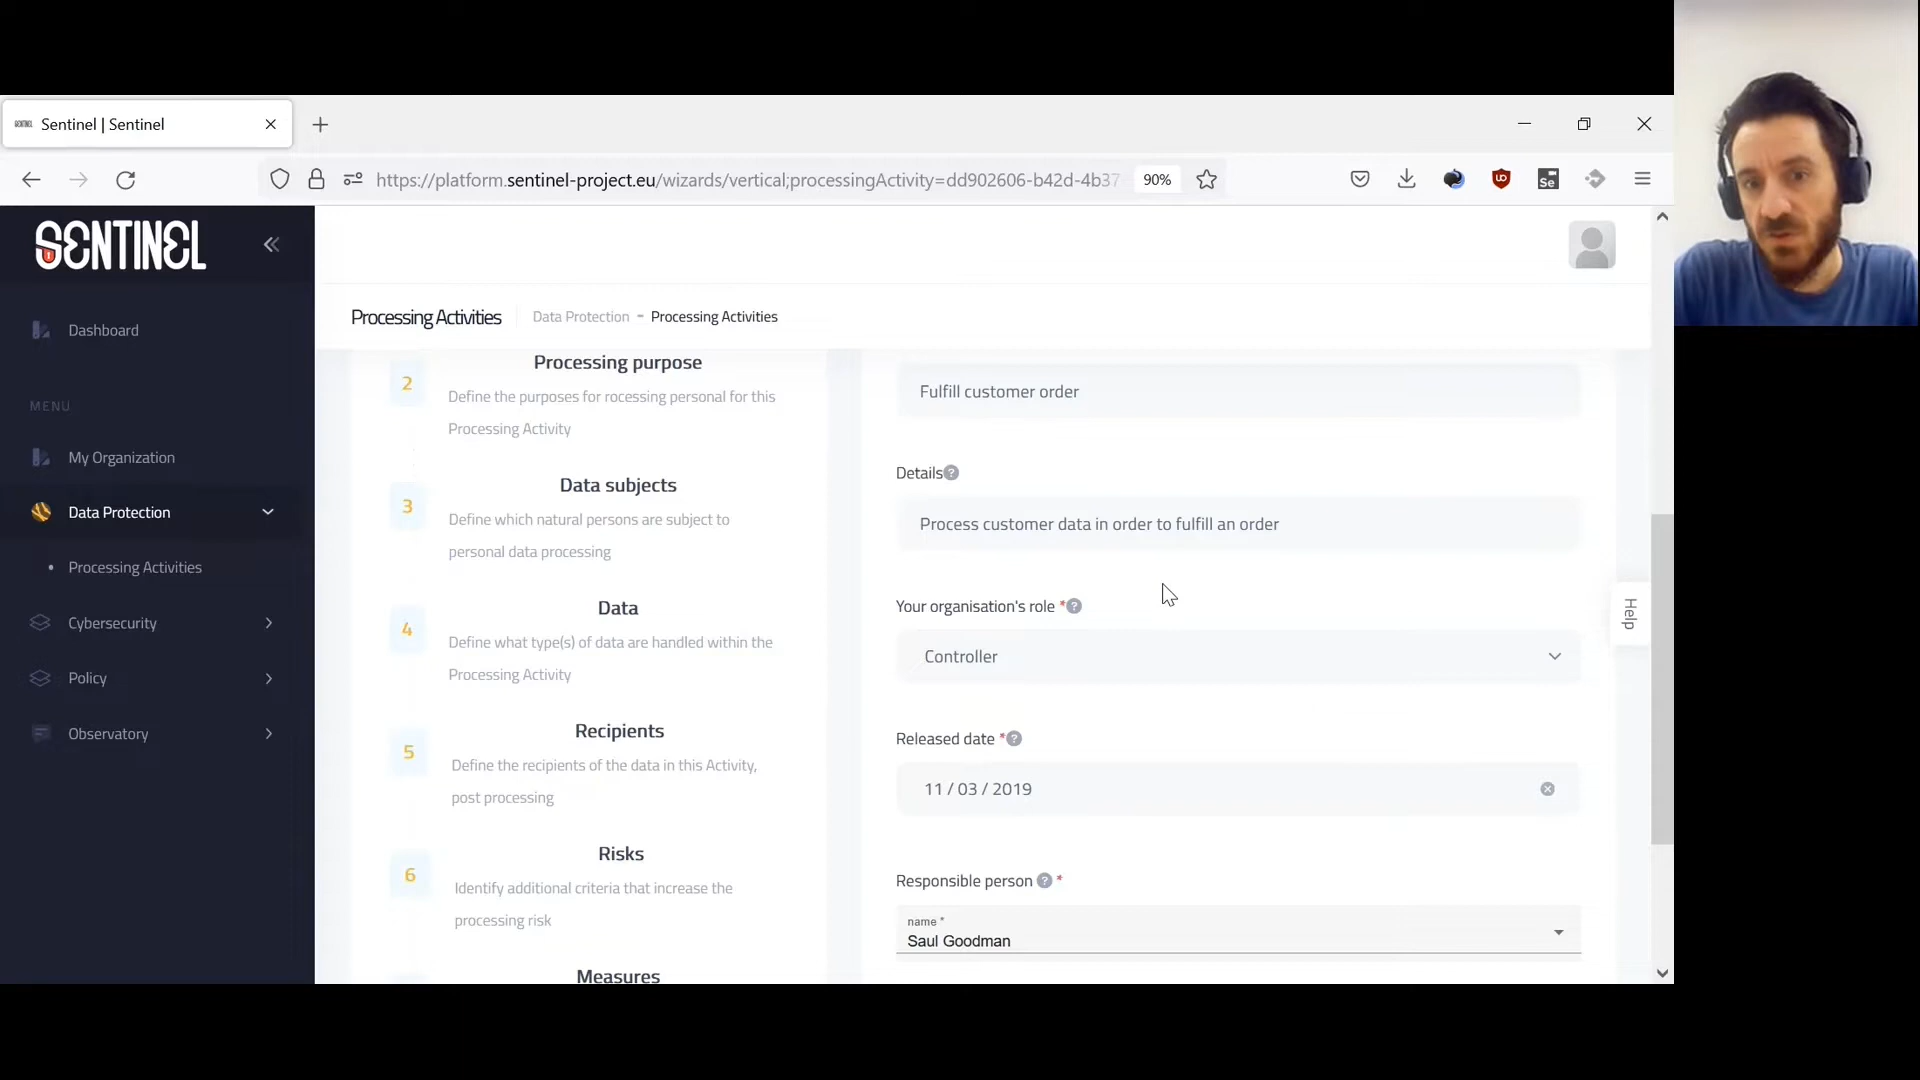 Sentinel | Sentinel
https://platform.sentinel-project.eu/wizards/vertical;processingActivity=dd902606-b42d-4b37
90%
Se
SENTINEL
Dashboard
MENU
My Organization
Data Protection
Processing Activities
Cybersecurity
Policy
Observatory
Processing Activities
Data Protection - Processing Activities
2
Processing purpose
Define the purposes for rocessing personal for this
Processing Activity
3
Data subjects
Define which natural persons are subject to
personal data processing
4
Data
Define what type(s) of data are handled within the
Processing Activity
5
Recipients
Define the recipients of the data in this Activity,
post processing
6
Risks
Identify additional criteria that increase the
processing risk
Measures
Fulfill customer order
Details
Process customer data in order to fulfill an order
Your organisation's role *
Controller
Released date *
11 / 03 / 2019
Responsible person *
name *
Saul Goodman
Help